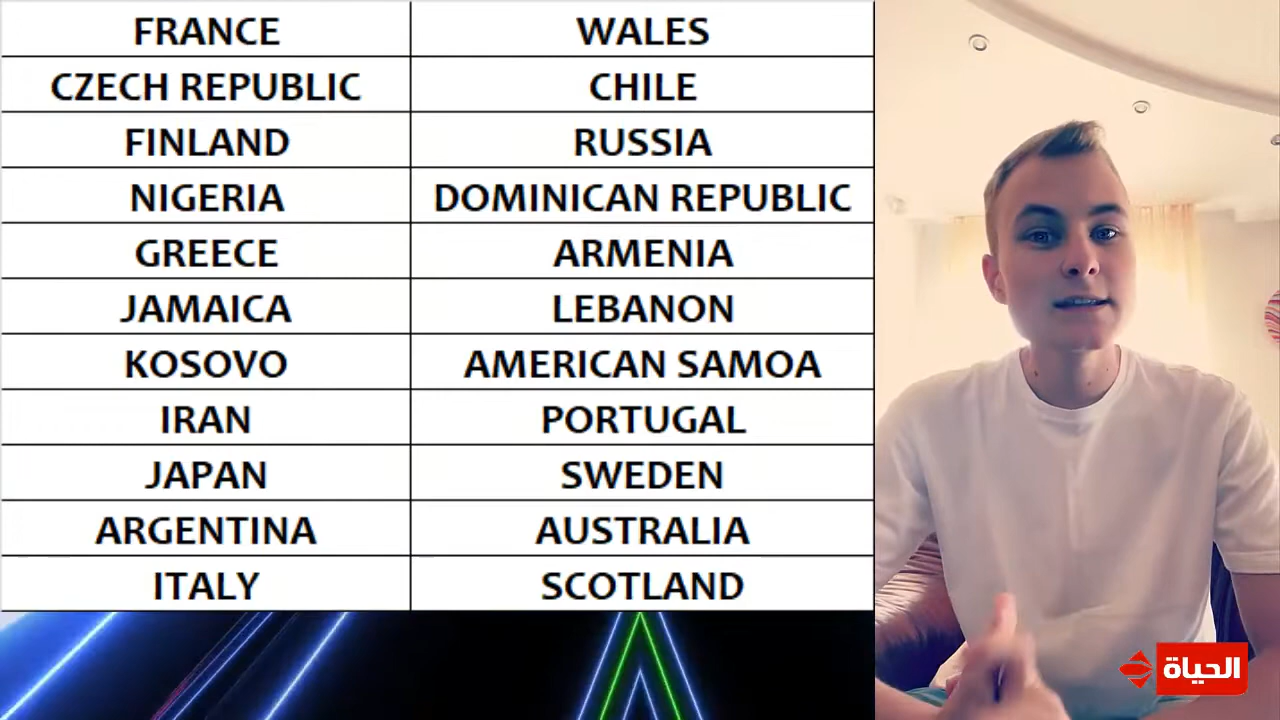 FRANCE WALES
CZECH REPUBLIC CHILE
FINLAND RUSSIA
NIGERIA DOMINICAN REPUBLIC
GREECE ARMENIA
JAMAICA LEBANON
KOSOVO AMERICAN SAMOA
IRAN PORTUGAL
JAPAN SWEDEN
ARGENTINA AUSTRALIA
ITALY SCOTLAND
الحياة